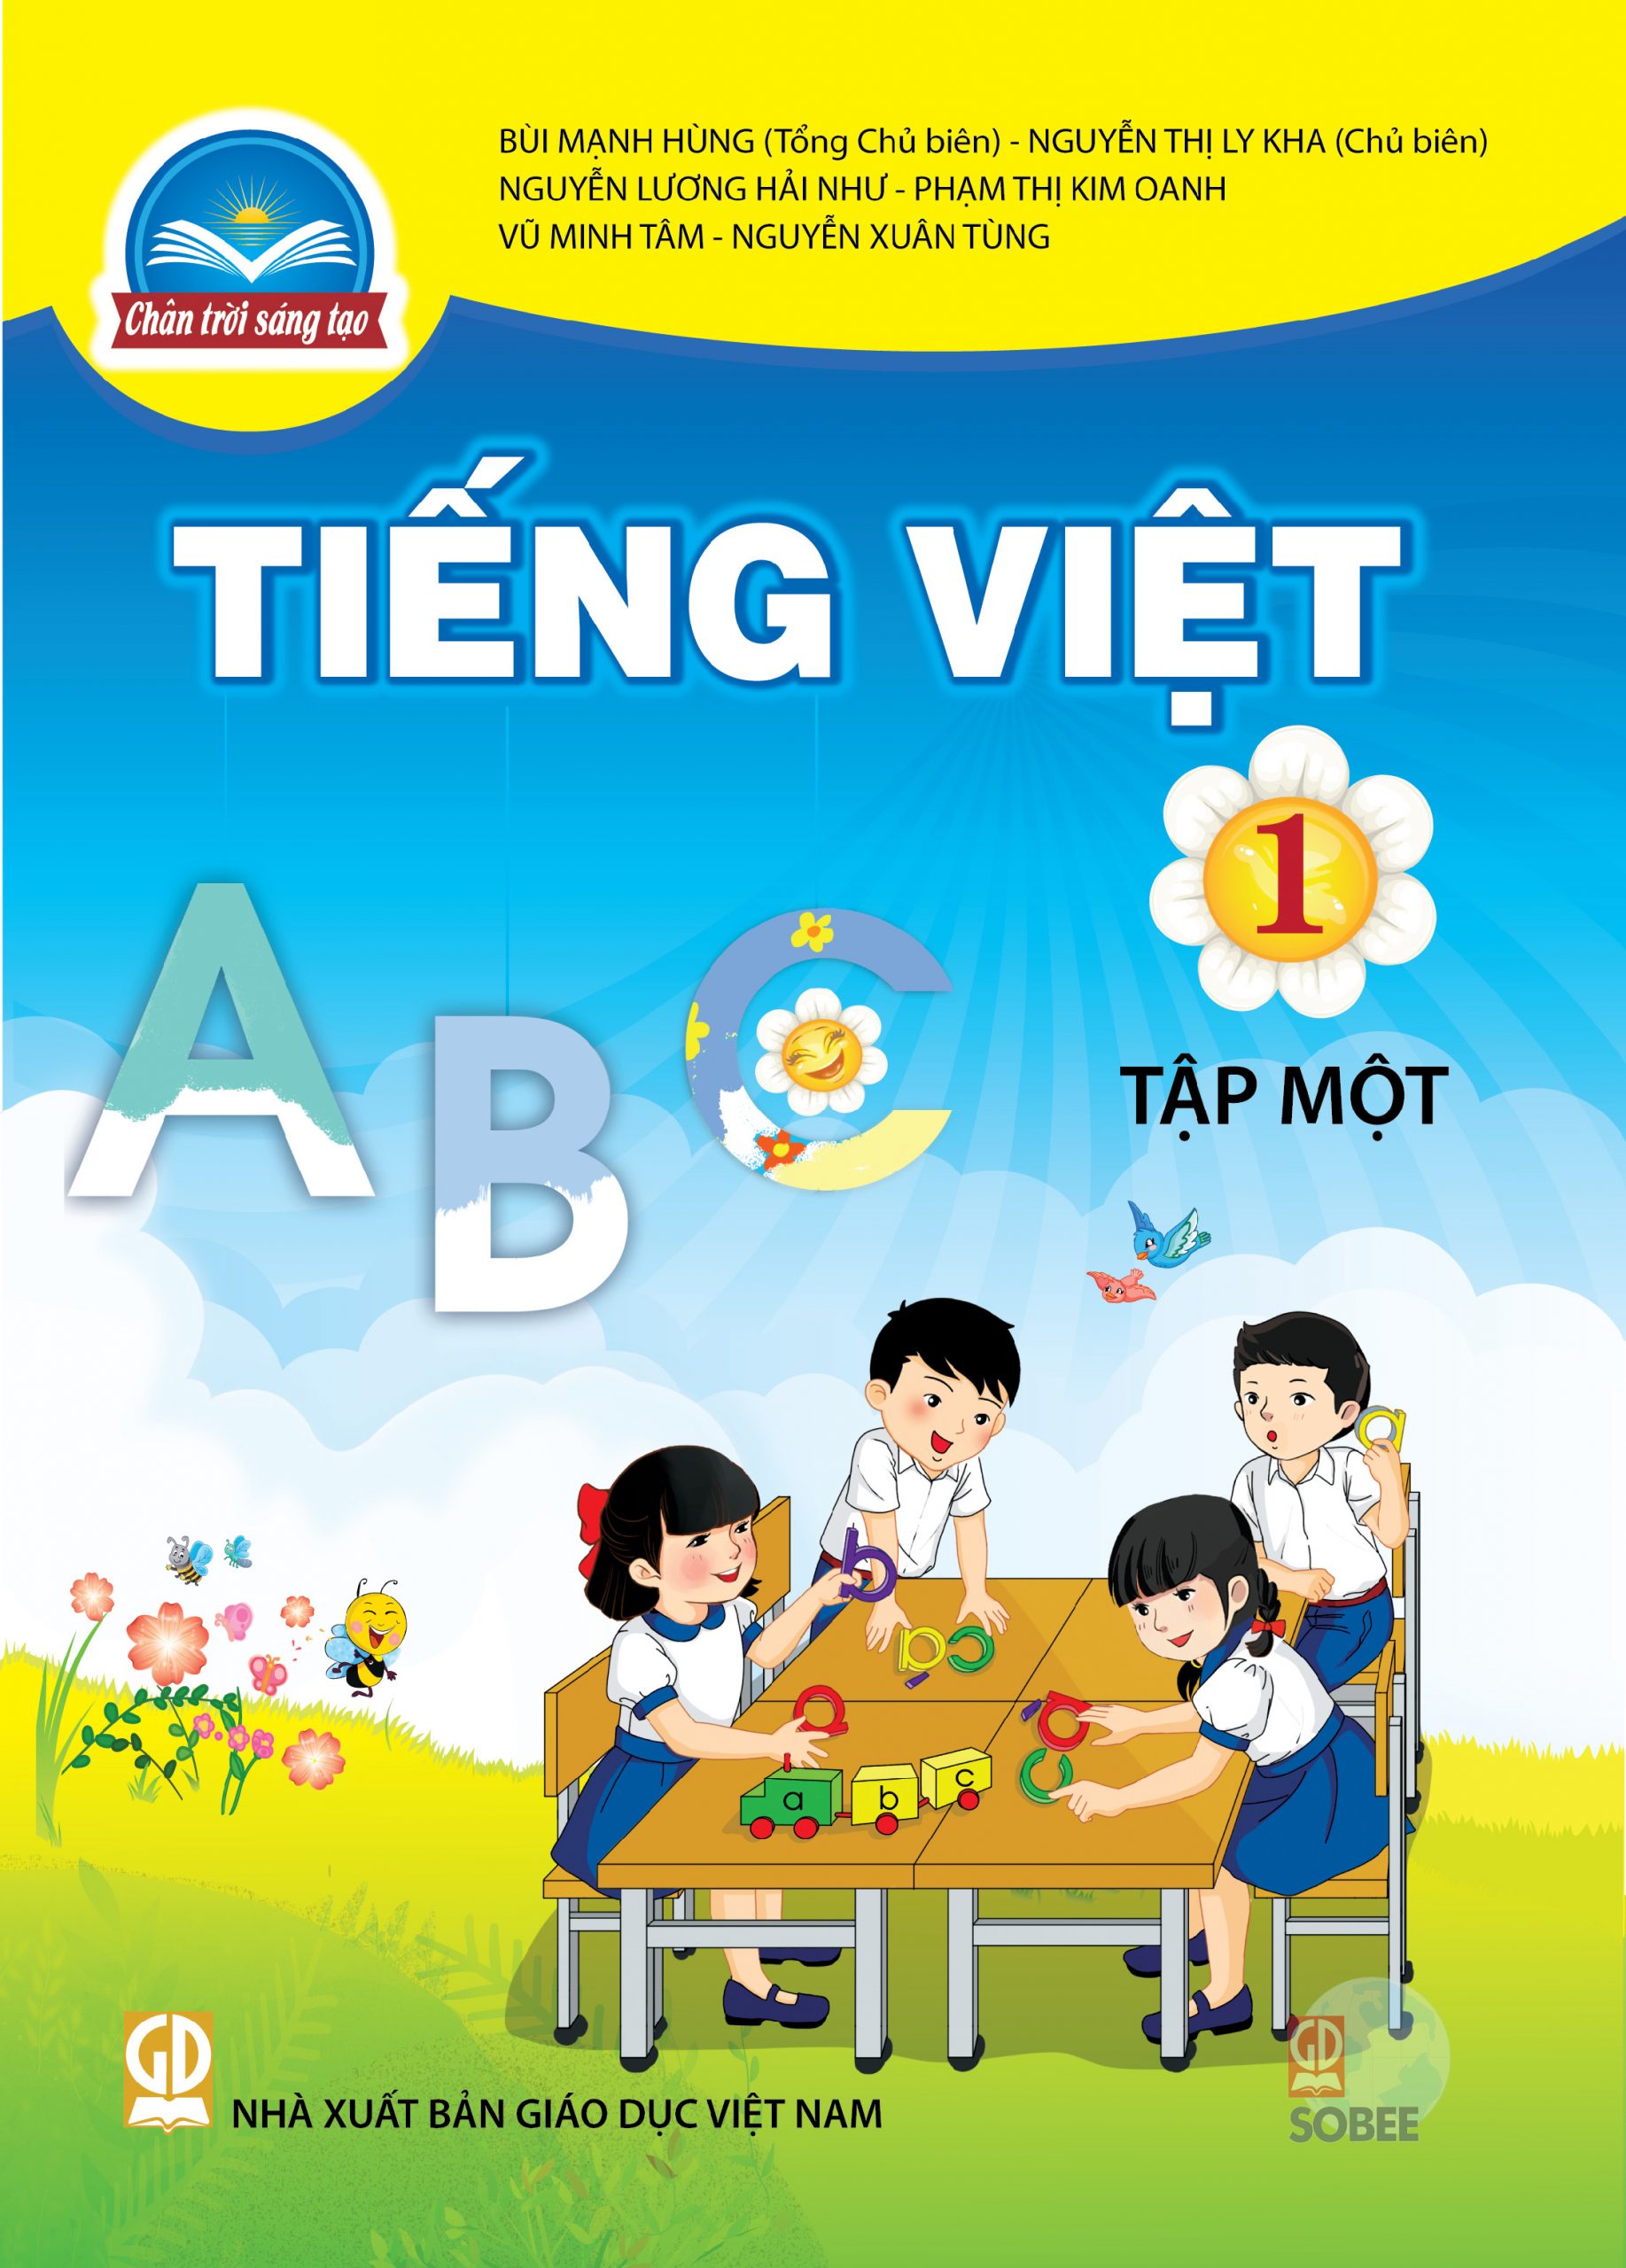 BÙI MẠNH HÙNG (Tổng Chủ biên) - NGUYỄN THỊ LY KHA (Chủ biên)
NGUYỄN LƯƠNG HẢI NHƯ - PHẠM THỊ KIM OANH
VŨ MINH TÂM - NGUYỄN XUÂN TÙNG
Chân trời sáng tạo
TIẾNG VIỆT
1
A B C
TẬP MỘT
a
b
a c
a a
c
a b c
GD
NHÀ XUẤT BẢN GIÁO DỤC VIỆT NAM
GD
SOBEE